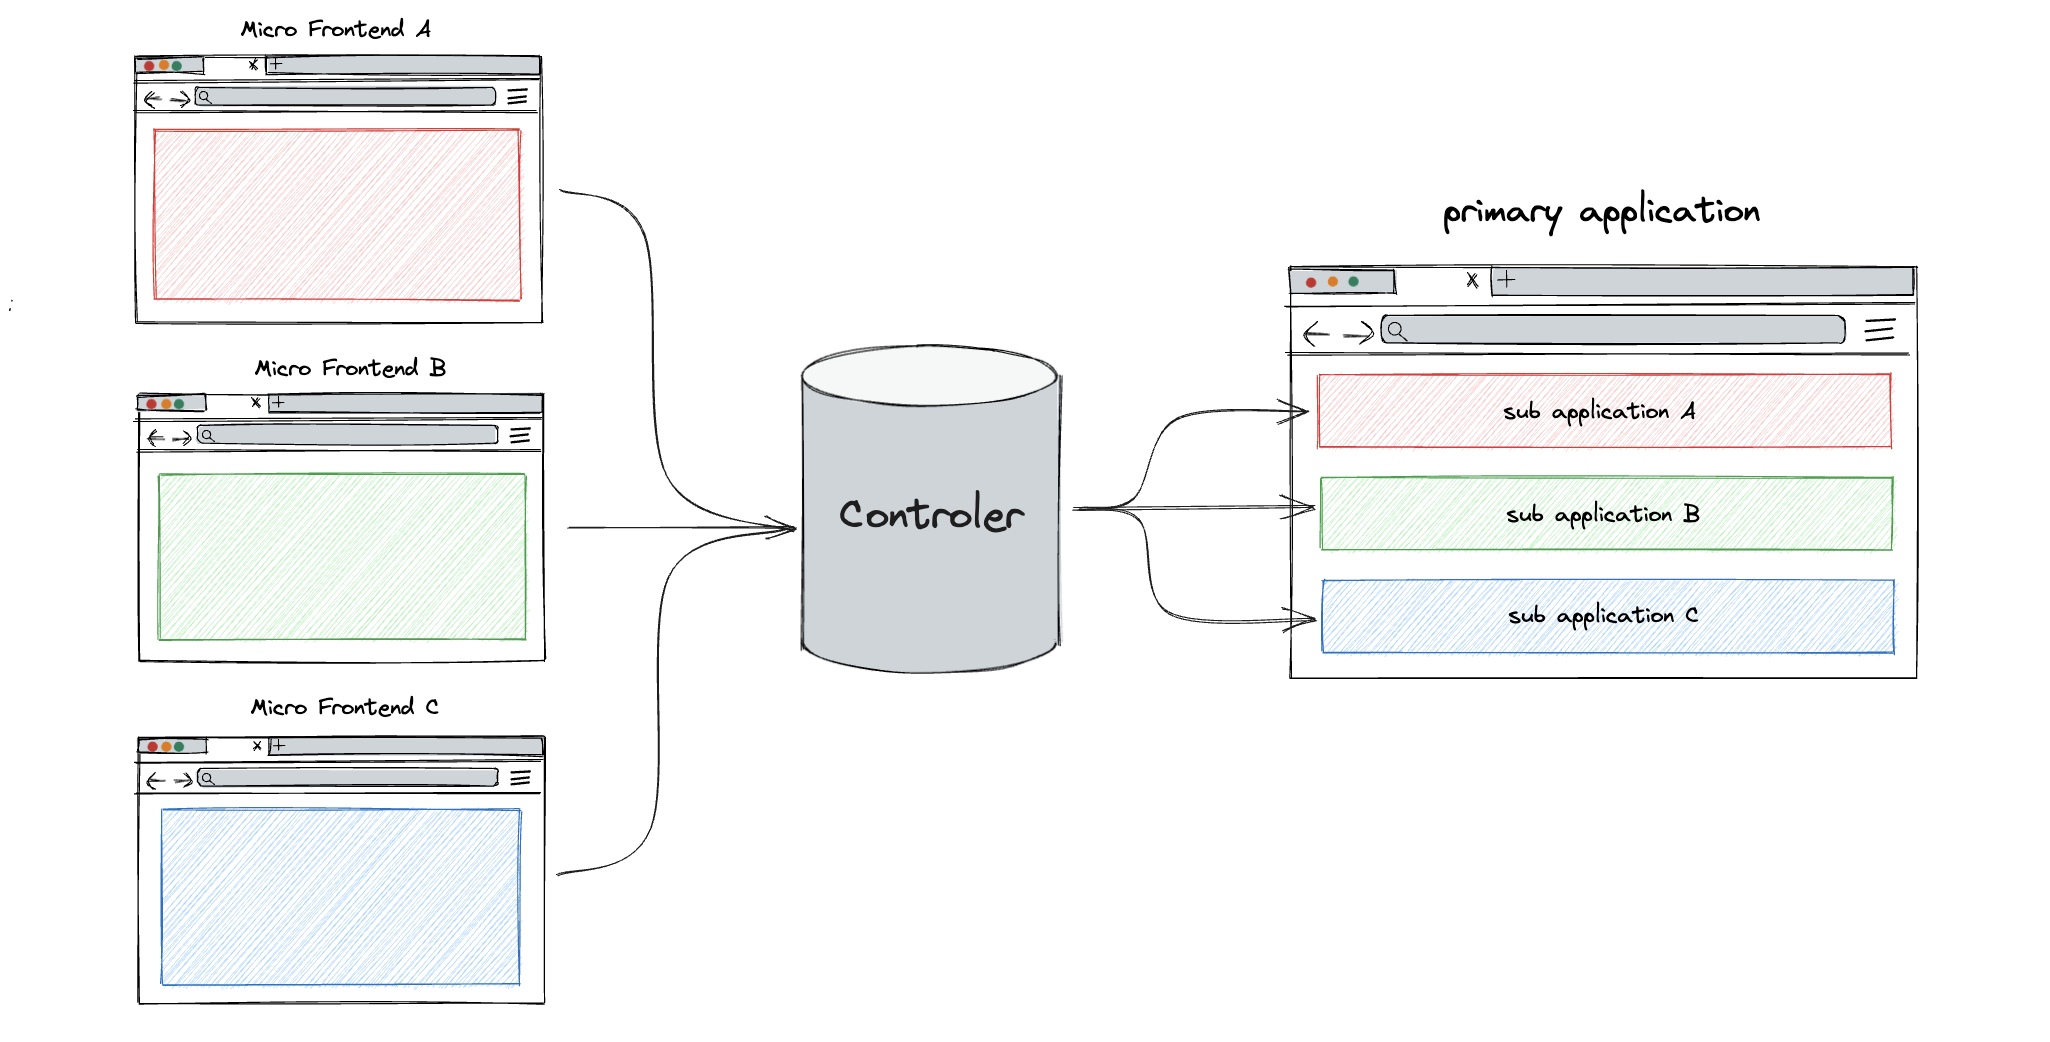 Micro Frontend A
Micro Frontend B
Micro Frontend C
Controler
primary application
sub application A
sub application B
sub application C